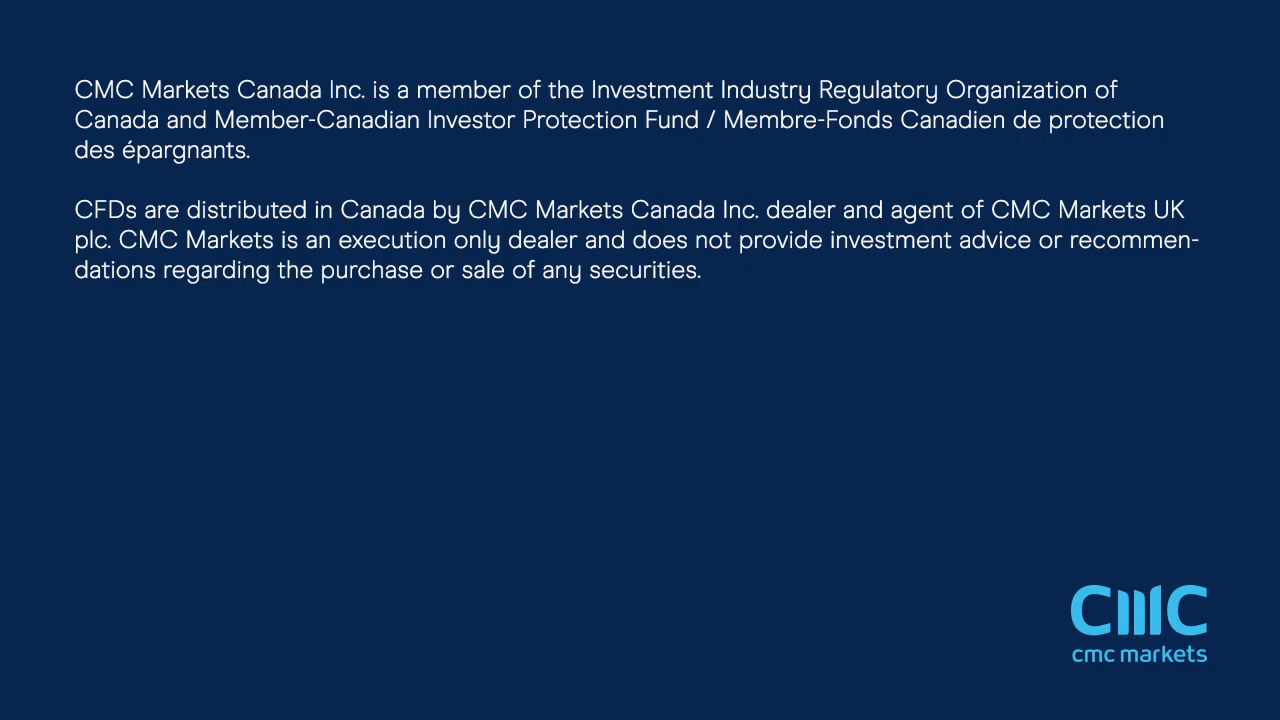 CMC Markets Canada Inc. is a member of the Investment Industry Regulatory Organization of
Canada and Member-Canadian Investor Protection Fund / Membre-Fonds Canadien de protection
des épargnants.
CFDs are distributed in Canada by CMC Markets Canada Inc. dealer and agent of CMC Markets UK
plc. CMC Markets is an execution only dealer and does not provide investment advice or recommen-
dations regarding the purchase or sale of any securities.
CMC
cmc markets